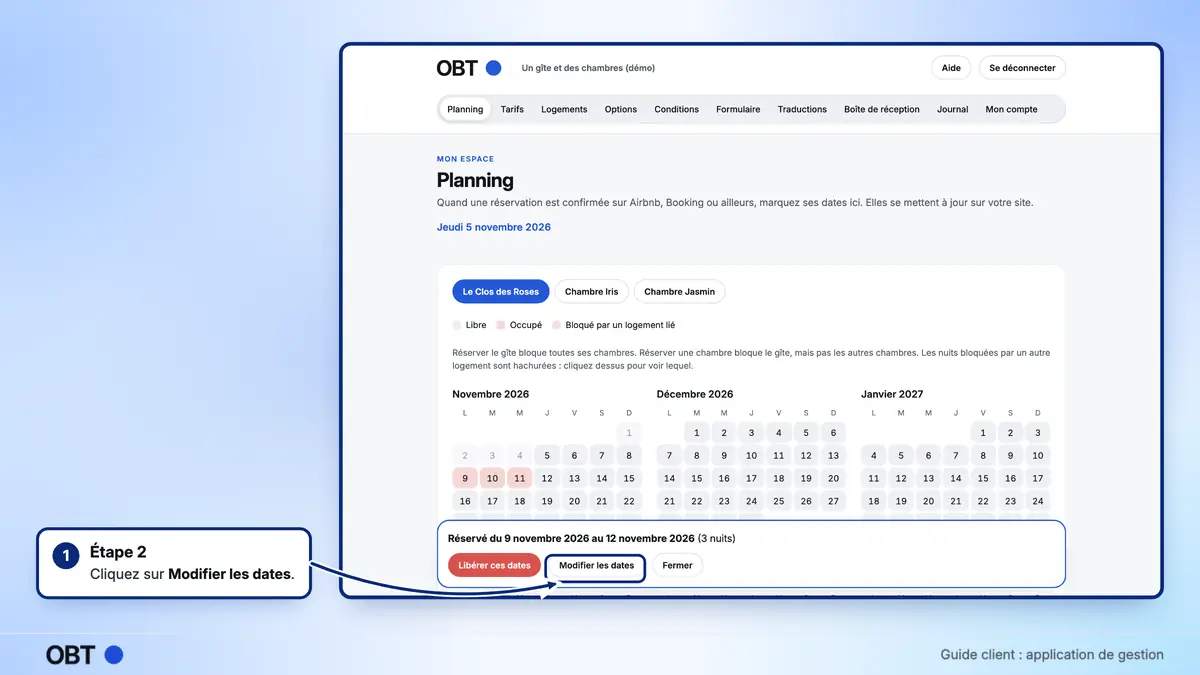 OBT
Un gîte et des chambres (démo)
Aide
Se déconnecter
Planning Tarifs Logements Options Conditions Formulaire Traductions Boîte de réception Journal Mon compte
MON ESPACE
Planning
Quand une réservation est confirmée sur Airbnb, Booking ou ailleurs, marquez ses dates ici. Elles se mettent à jour sur votre site.
Jeudi 5 novembre 2026
Le Clos des Roses Chambre Iris Chambre Jasmin
Libre Occupé Bloqué par un logement lié
Réserver le gîte bloque toutes ses chambres. Réserver une chambre bloque le gîte, mais pas les autres chambres. Les nuits bloquées par un autre
logement sont hachurées : cliquez dessus pour voir lequel.
Novembre 2026
L M M J V S D
1
2 3 4 5 6 7 8
9 10 11 12 13 14 15
16 17 18 19 20 21 22
Décembre 2026
L M M J V S D
1 2 3 4 5 6
7 8 9 10 11 12 13
14 15 16 17 18 19 20
21 22 23 24 25 26 27
Janvier 2027
L M M J V S D
1 2 3
4 5 6 7 8 9 10
11 12 13 14 15 16 17
18 19 20 21 22 23 24
Réservé du 9 novembre 2026 au 12 novembre 2026 (3 nuits)
Libérer ces dates Modifier les dates Fermer
1 Étape 2
Cliquez sur Modifier les dates.
OBT
Guide client : application de gestion